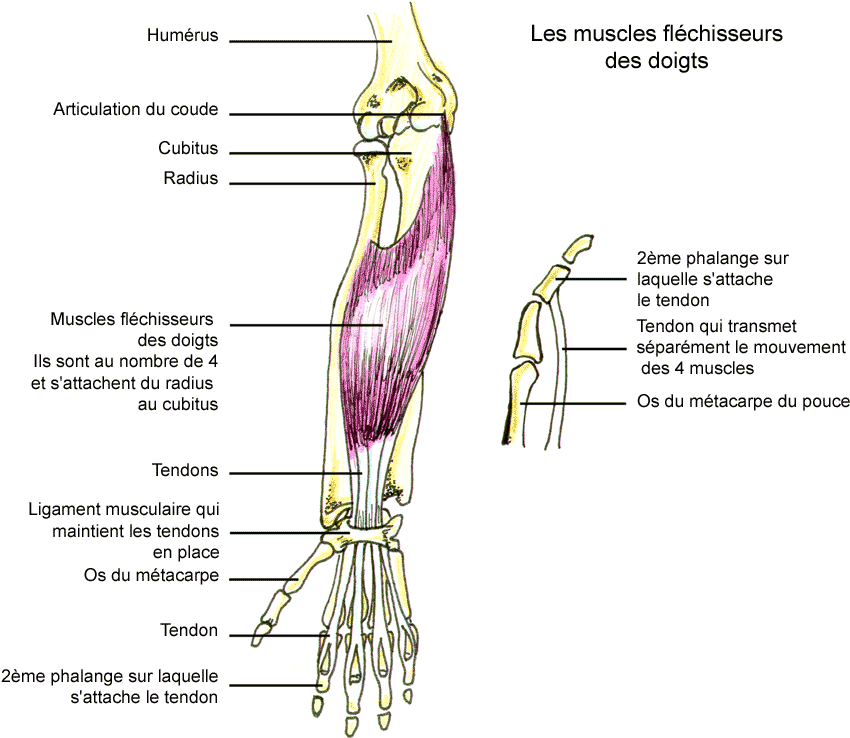 Les muscles fléchisseurs
des doigts
Humérus
Articulation du coude
Cubitus
Radius
Muscles fléchisseurs
des doigts
Ils sont au nombre de 4
et s'attachent du radius
au cubitus
Tendons
Ligament musculaire qui
maintient les tendons
en place
Os du métacarpe
Tendon
2ème phalange sur laquelle
s'attache le tendon
2ème phalange sur
laquelle s'attache
le tendon
Tendon qui transmet
séparément le mouvement
des 4 muscles
Os du métacarpe du pouce